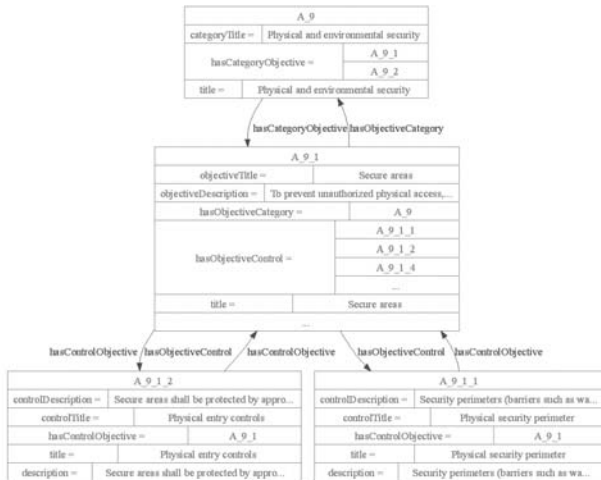 A_9
categoryTitle = Physical and environmental security
hasCategoryObjective = A_9_1
A_9_2
title = Physical and environmental security
hasCategoryObjective hasObjectiveCategory
A_9_1
objectiveTitle = Secure areas
objectiveDescription = To prevent unauthorized physical access,...
hasObjectiveCategory = A_9
hasObjectiveControl = A_9_1_1
A_9_1_2
A_9_1_4
...
title = Secure areas
...
hasControlObjective hasObjectiveControl hasControlObjective hasObjectiveControl hasControlObjective
A_9_1_2
controlDescription = Secure areas shall be protected by appro...
controlTitle = Physical entry controls
hasControlObjective = A_9_1
title = Physical entry controls
description = Secure areas shall be protected by appro...
A_9_1_1
controlDescription = Security perimeters (barriers such as wa...
controlTitle = Physical security perimeter
hasControlObjective = A_9_1
title = Physical security perimeter
description = Security perimeters (barriers such as wa...